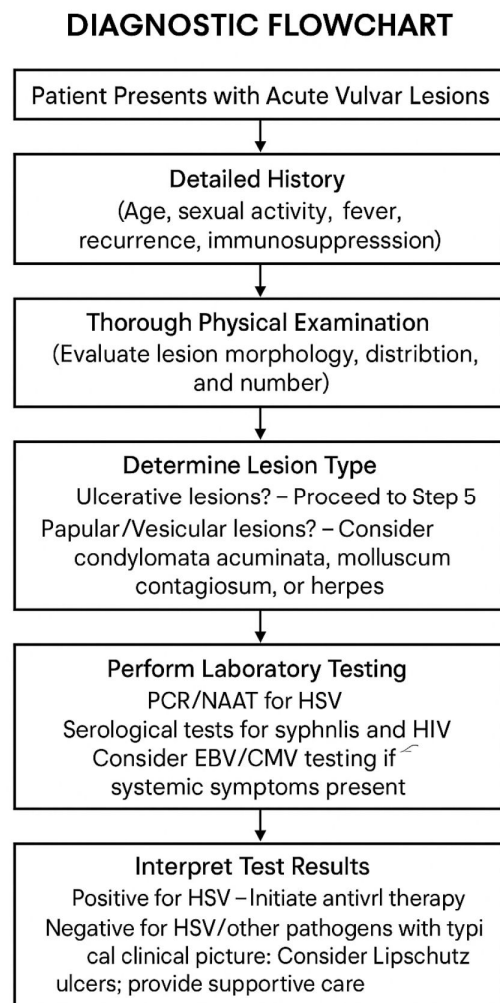 DIAGNOSTIC FLOWCHART
Patient Presents with Acute Vulvar Lesions
Detailed History
(Age, sexual activity, fever,
recurrence, immunosuppresssion)
Thorough Physical Examination
(Evaluate lesion morphology, distribtion,
and number)
Determine Lesion Type
Ulcerative lesions? – Proceed to Step 5
Papular/Vesicular lesions? – Consider
condylomata acuminata, molluscum
contagiosum, or herpes
Perform Laboratory Testing
PCR/NAAT for HSV
Serological tests for syphnlis and HIV
Consider EBV/CMV testing if
systemic symptoms present
Interpret Test Results
Positive for HSV – Initiate antivrl therapy
Negative for HSV/other pathogens with typi
cal clinical picture: Consider Lipschutz
ulcers; provide supportive care